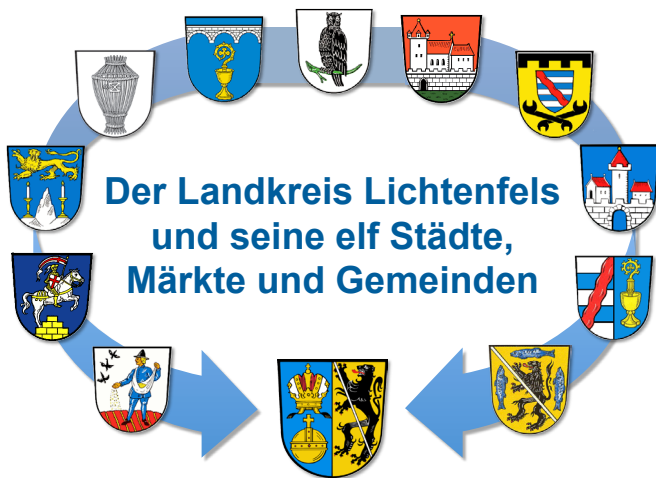 Der Landkreis Lichtenfels
und seine elf Städte,
Märkte und Gemeinden